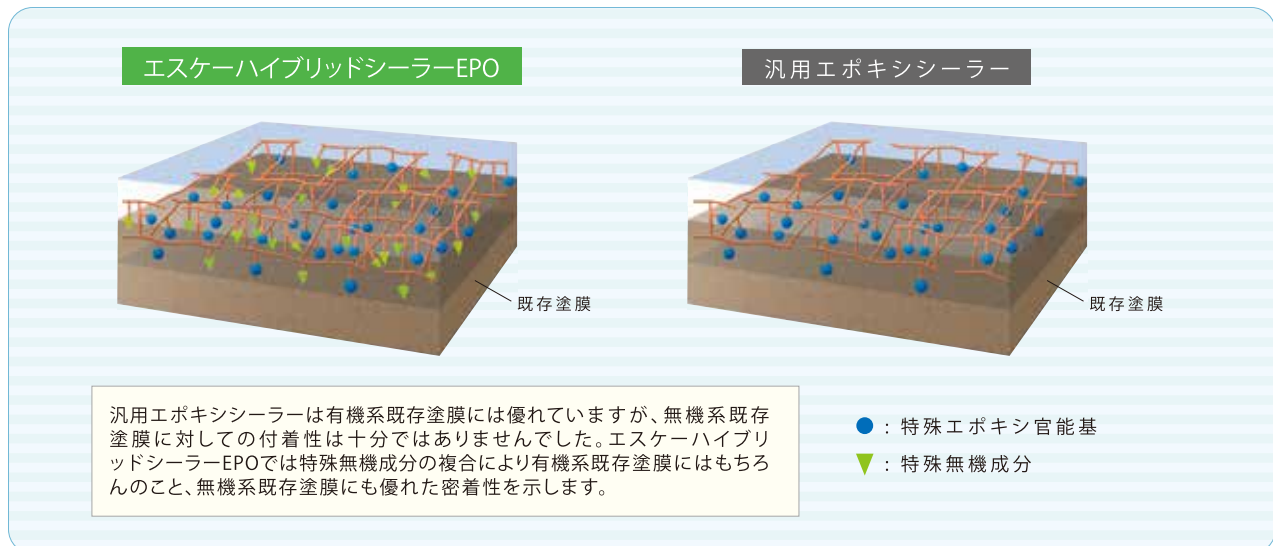 エスケーハイブリッドシーラーEPO
汎用エポキシシーラー
既存塗膜
既存塗膜
汎用エポキシシーラーは有機系既存塗膜には優れていますが、無機系既存
塗膜に対しての付着性は十分ではありませんでした。エスケーハイブリ
ッドシーラーEPOでは特殊無機成分の複合により有機系既存塗膜にはもちろ
んのこと、無機系既存塗膜にも優れた密着性を示します。
：特殊エポキシ官能基
：特殊無機成分